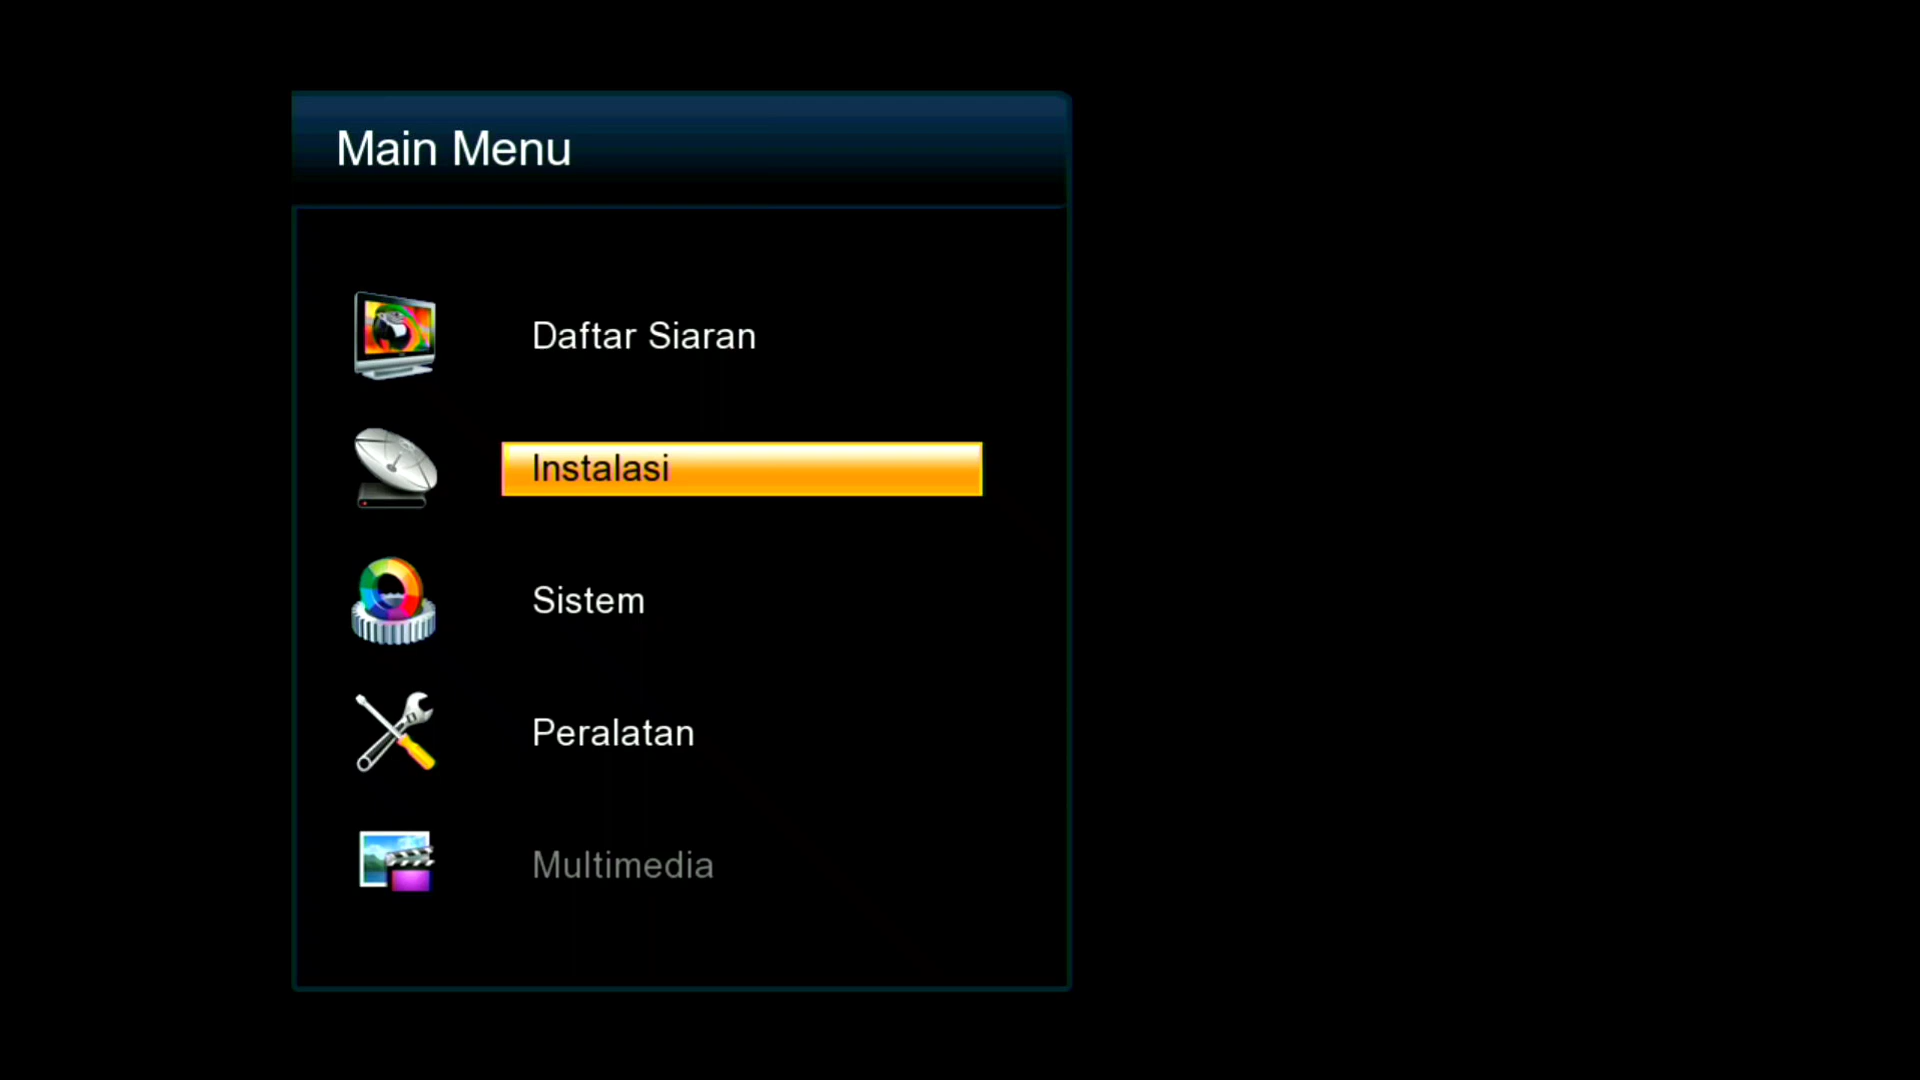 Main Menu
Daftar Siaran
Instalasi
Sistem
Peralatan
Multimedia